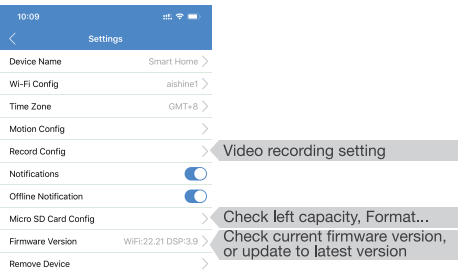 10:09
Settings
Device Name Smart Home
Wi-Fi Config aishine1
Time Zone GMT+8
Motion Config
Record Config Video recording setting
Notifications
Offline Notification
Micro SD Card Config Check left capacity, Format...
Firmware Version WiFi:22.21 DSP:3.9 Check current firmware version,
or update to latest version
Remove Device